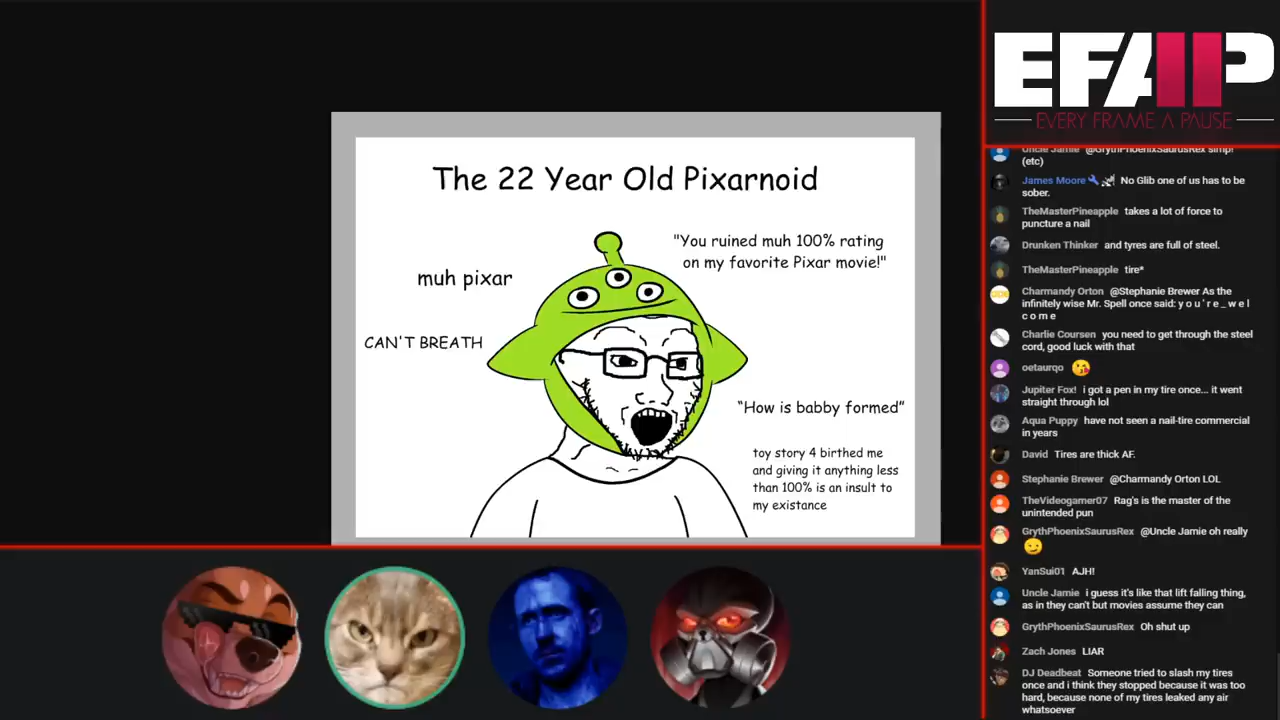 The 22 Year Old Pixarnoid
"You ruined muh 100% rating
on my favorite Pixar movie!"
muh pixar
CAN'T BREATH
“How is babby formed”
toy story 4 birthed me
and giving it anything less
than 100% is an insult to
my existance
EFAP
EVERY FRAME A PAUSE
Uncle Jamie @GrythPhoenixSaurusRex simp!
(etc)
James Moore No Glib one of us has to be
sober.
TheMasterPineapple takes a lot of force to
puncture a nail
Drunken Thinker and tyres are full of steel.
TheMasterPineapple tire*
Charmandy Orton @Stephanie Brewer As the
infinitely wise Mr. Spell once said: y o u ' r e _ w e l
c o m e
Charlie Coursen you need to get through the steel
cord, good luck with that
oetaurqo 😘
Jupiter Fox! i got a pen in my tire once... it went
straight through lol
Aqua Puppy have not seen a nail-tire commercial
in years
David Tires are thick AF.
Stephanie Brewer @Charmandy Orton LOL
TheVideogamer07 Rag's is the master of the
unintended pun
GrythPhoenixSaurusRex @Uncle Jamie oh really
😏
YanSui01 AJH!
Uncle Jamie i guess it's like that lift falling thing,
as in they can't but movies assume they can
GrythPhoenixSaurusRex Oh shut up
Zach Jones LIAR
DJ Deadbeat Someone tried to slash my tires
once and i think they stopped because it was too
hard, because none of my tires leaked any air
whatsoever